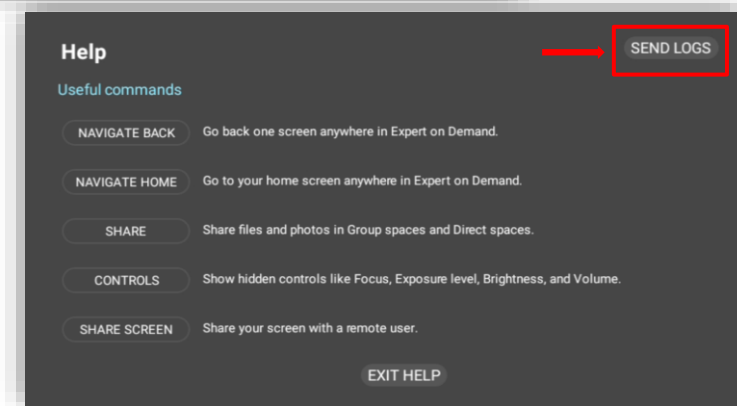 Help
SEND LOGS
Useful commands
NAVIGATE BACK Go back one screen anywhere in Expert on Demand.
NAVIGATE HOME Go to your home screen anywhere in Expert on Demand.
SHARE Share files and photos in Group spaces and Direct spaces.
CONTROLS Show hidden controls like Focus, Exposure level, Brightness, and Volume.
SHARE SCREEN Share your screen with a remote user.
EXIT HELP